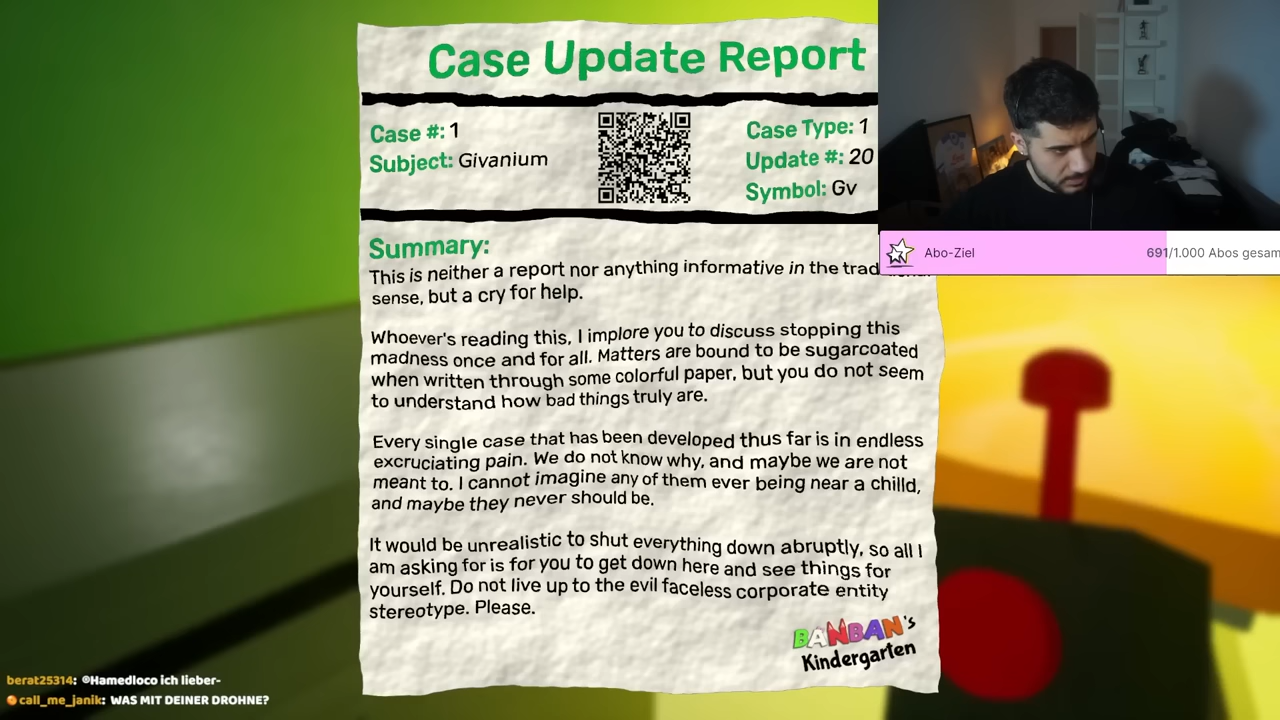 Case Update Report
Case #: 1
Subject: Givanium
Case Type: 1
Update #: 20
Symbol: Gv
Abo-Ziel
691/1.000 Abos gesam
Summary:
This is neither a report nor anything informative in the
sense, but a cry for help.
Whoever's reading this, I implore you to discuss stopping this
madness once and for all. Matters are bound to be sugarcoated
when written through some colorful paper, but you do not seem
to understand how bad things truly are.
Every single case that has been developed thus far is in endless
excruciating pain. We do not know why, and maybe we are not
meant to. I cannot imagine any of them ever being near a chilld,
and maybe they never should be.
It would be unrealistic to shut everything down abruptly, so all I
am asking for is for you to get down here and see things for
yourself. Do not live up to the evil faceless corporate entity
stereotype. Please.
BANBAN's
Kindergarten
berat25314: @Hamedloco ich lieber-
call_me_janik: WAS MIT DEINER DROHNE?